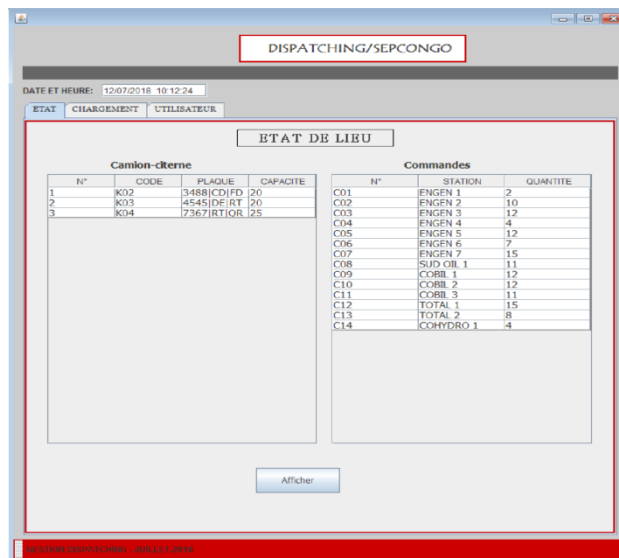 DISPATCHING/SEPCONGO
DATE ET HEURE: 12/07/2018 10:12:24
ETAT CHARGEMENT UTILISATEUR
ETAT DE LIEU
Camion-citerne
N° CODE PLAQUE CAPACITE
1 K02 3488|CD|FD 20
2 K03 4545|DE|RT 20
3 K04 7367|RT|QR 25
Commandes
N° STATION QUANTITE
C01 ENGEN 1 2
C02 ENGEN 2 10
C03 ENGEN 3 12
C04 ENGEN 4 4
C05 ENGEN 5 12
C06 ENGEN 6 7
C07 ENGEN 7 15
C08 SUD OIL 1 11
C09 COBIL 1 12
C10 COBIL 2 12
C11 COBIL 3 11
C12 TOTAL 1 15
C13 TOTAL 2 8
C14 COHYDRO 1 4
Afficher
GESTION DISPATCHING - JUILLET 2018